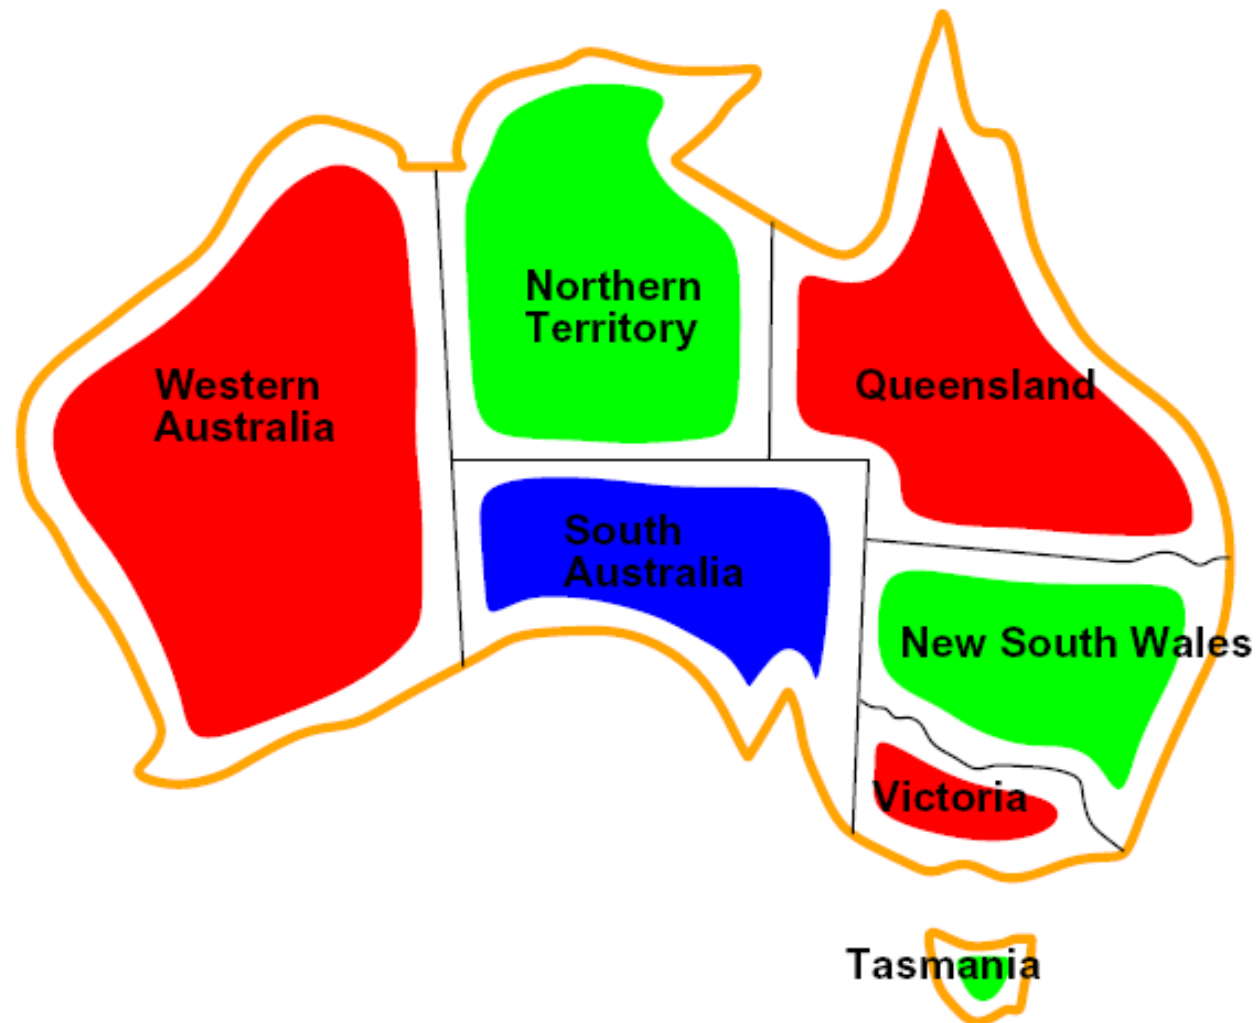 Northern
Territory
Western
Australia
Queensland
South
Australia
New South Wales
Victoria
Tasmania